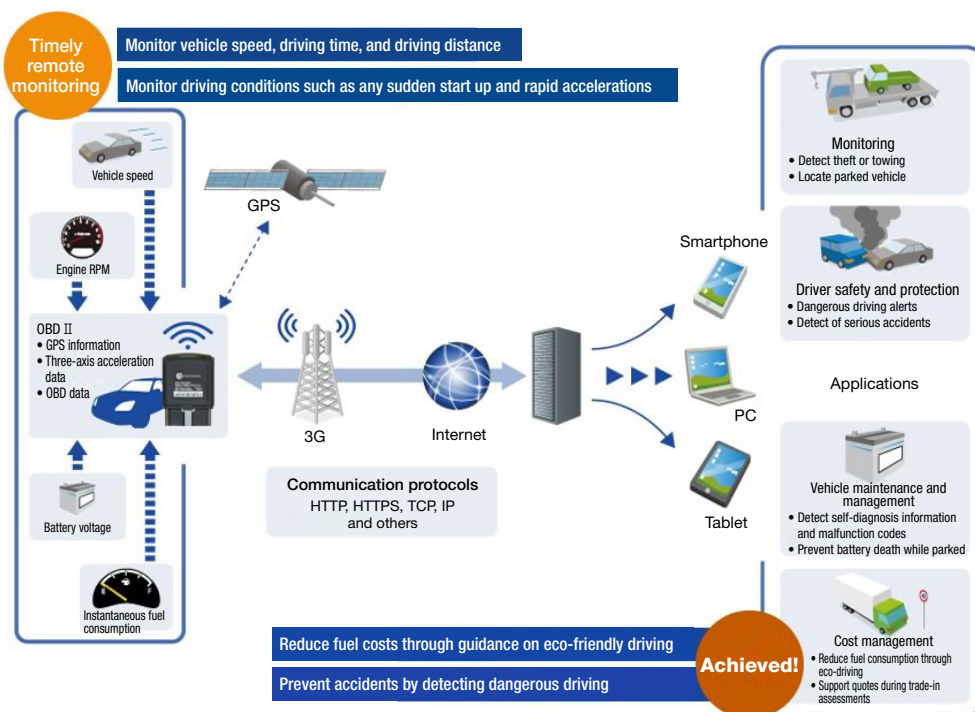 Timely
remote
monitoring
Monitor vehicle speed, driving time, and driving distance
Monitor driving conditions such as any sudden start up and rapid accelerations
Vehicle speed
Engine RPM
OBD II
• GPS information
• Three-axis acceleration
data
• OBD data
Battery voltage
Instantaneous fuel
consumption
GPS
3G
Internet
Communication protocols
HTTP, HTTPS, TCP, IP
and others
Smartphone
PC
Tablet
Monitoring
• Detect theft or towing
• Locate parked vehicle
Driver safety and protection
• Dangerous driving alerts
• Detect of serious accidents
Applications
Vehicle maintenance and
management
• Detect self-diagnosis information
and malfunction codes
• Prevent battery death while parked
Cost management
• Reduce fuel consumption through
eco-driving
• Support quotes during trade-in
assessments
Reduce fuel costs through guidance on eco-friendly driving
Prevent accidents by detecting dangerous driving
Achieved!